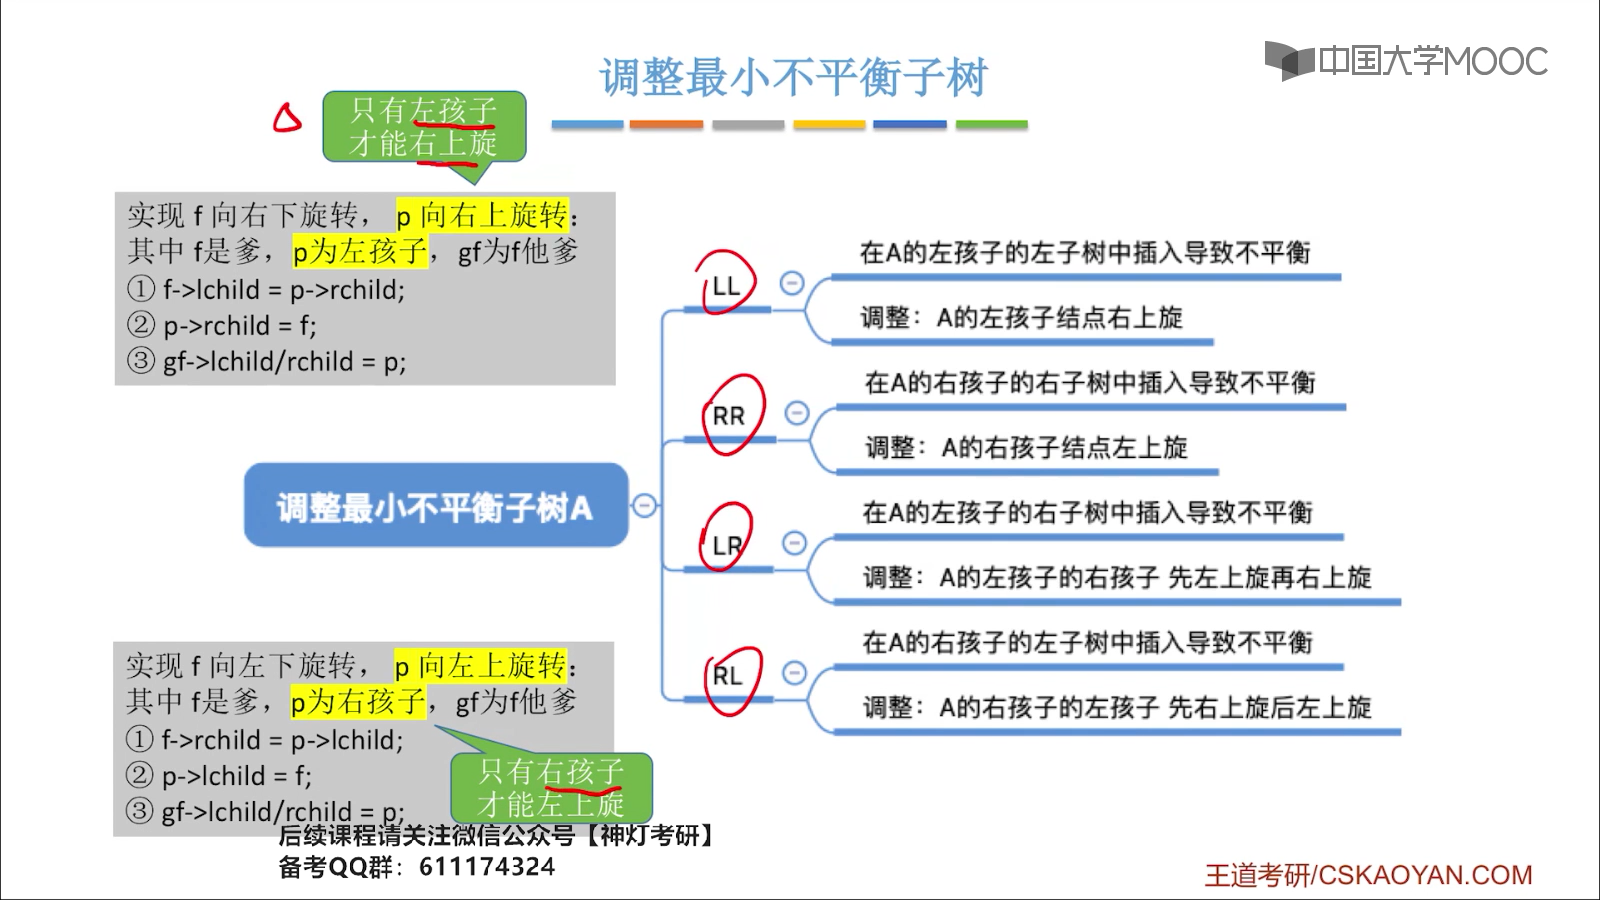 中国大学MOOC
调整最小不平衡子树
只有左孩子
才能右上旋
实现 f 向右下旋转， p 向右上旋转：
其中 f是爹，p为左孩子，gf为f他爹
① f->lchild = p->rchild;
② p->rchild = f;
③ gf->lchild/rchild = p;
调整最小不平衡子树A
LL
在A的左孩子的左子树中插入导致不平衡
调整：A的左孩子结点右上旋
RR
在A的右孩子的右子树中插入导致不平衡
调整：A的右孩子结点左上旋
LR
在A的左孩子的右子树中插入导致不平衡
调整：A的左孩子的右孩子 先左上旋再右上旋
RL
在A的右孩子的左子树中插入导致不平衡
调整：A的右孩子的左孩子 先右上旋后左上旋
实现 f 向左下旋转， p 向左上旋转：
其中 f是爹，p为右孩子，gf为f他爹
① f->rchild = p->lchild;
② p->lchild = f;
③ gf->lchild/rchild = p;
只有右孩子
才能左上旋
后续课程请关注微信公众号【神灯考研】
备考QQ群：611174324
王道考研/CSKAOYAN.COM